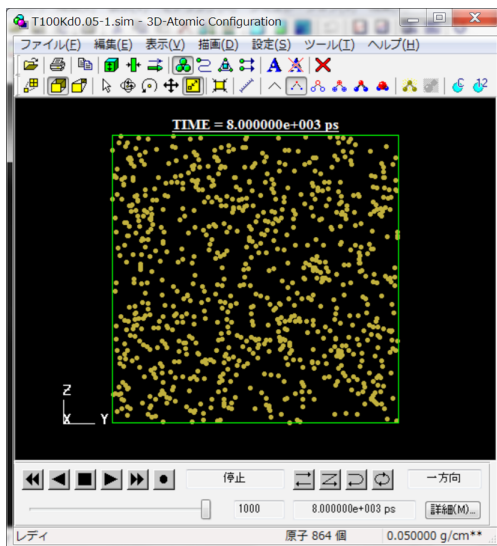 T100Kd0.05-1.sim - 3D-Atomic Configuration
ファイル(F) 編集(E) 表示(V) 描画(D) 設定(S) ツール(T) ヘルプ(H)
TIME = 8.000000e+003 ps
Z
X Y
停止
一方向
1000
8.000000e+003 ps
詳細(M)...
レディ
原子 864 個
0.050000 g/cm**